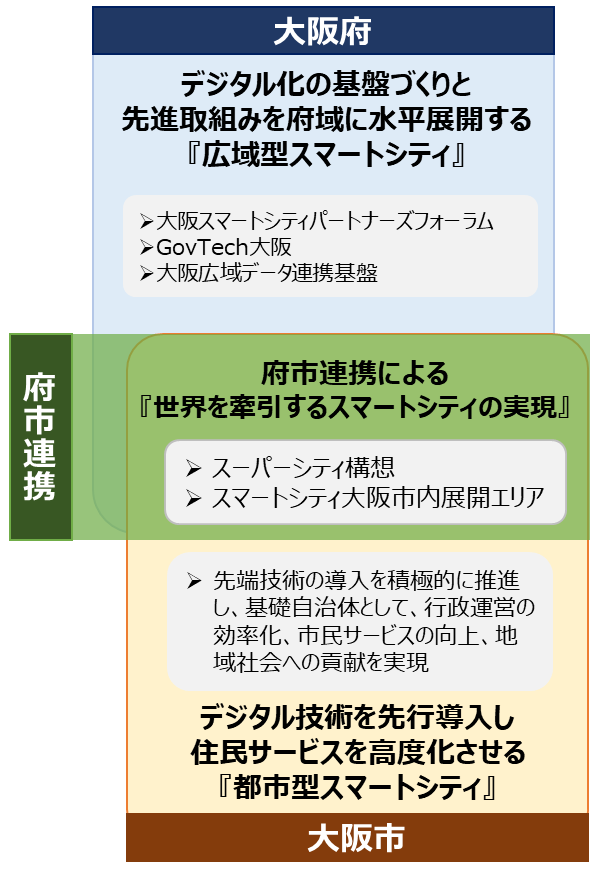 大阪府
デジタル化の基盤づくりと
先進取組みを府域に水平展開する
『広域型スマートシティ』
➢大阪スマートシティパートナーズフォーラム
➢GovTech大阪
➢大阪広域データ連携基盤
府市連携
府市連携による
『世界を牽引するスマートシティの実現』
➢ スーパーシティ構想
➢ スマートシティ大阪市内展開エリア
➢ 先端技術の導入を積極的に推進
し、基礎自治体として、行政運営の
効率化、市民サービスの向上、地
域社会への貢献を実現
デジタル技術を先行導入し
住民サービスを高度化させる
『都市型スマートシティ』
大阪市